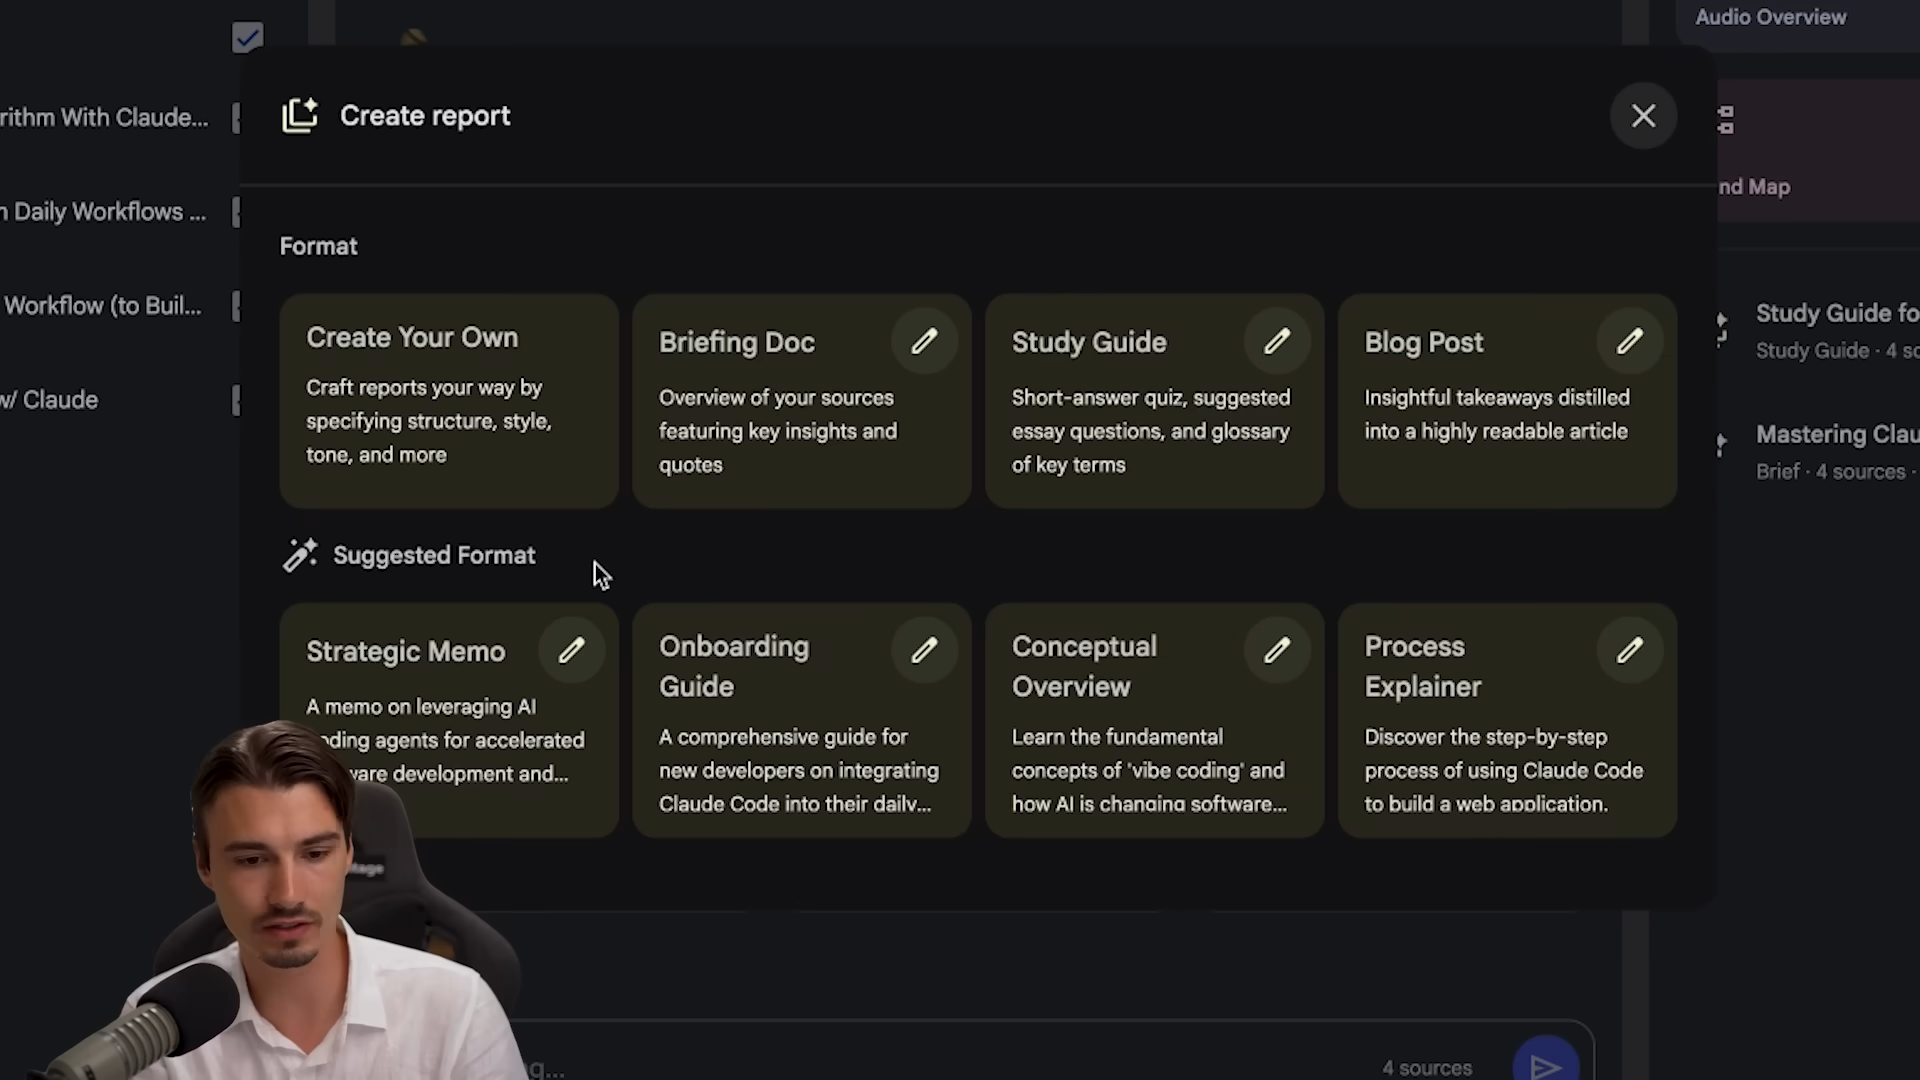 Audio Overview
Create report
rithm With Claude...
nd Map
n Daily Workflows ...
Format
Workflow (to Buil...
w/ Claude
Create Your Own
Craft reports your way by
specifying structure, style,
tone, and more
Briefing Doc
Overview of your sources
featuring key insights and
quotes
Study Guide
Short-answer quiz, suggested
essay questions, and glossary
of key terms
Blog Post
Insightful takeaways distilled
into a highly readable article
Study Guide fo
Study Guide · 4 so
Mastering Clau
Brief · 4 sources ·
Suggested Format
Strategic Memo
A memo on leveraging AI
oding agents for accelerated
ware development and...
Onboarding
Guide
A comprehensive guide for
new developers on integrating
Claude Code into their daily...
Conceptual
Overview
Learn the fundamental
concepts of 'vibe coding' and
how AI is changing software...
Process
Explainer
Discover the step-by-step
process of using Claude Code
to build a web application.
g...
4 sources